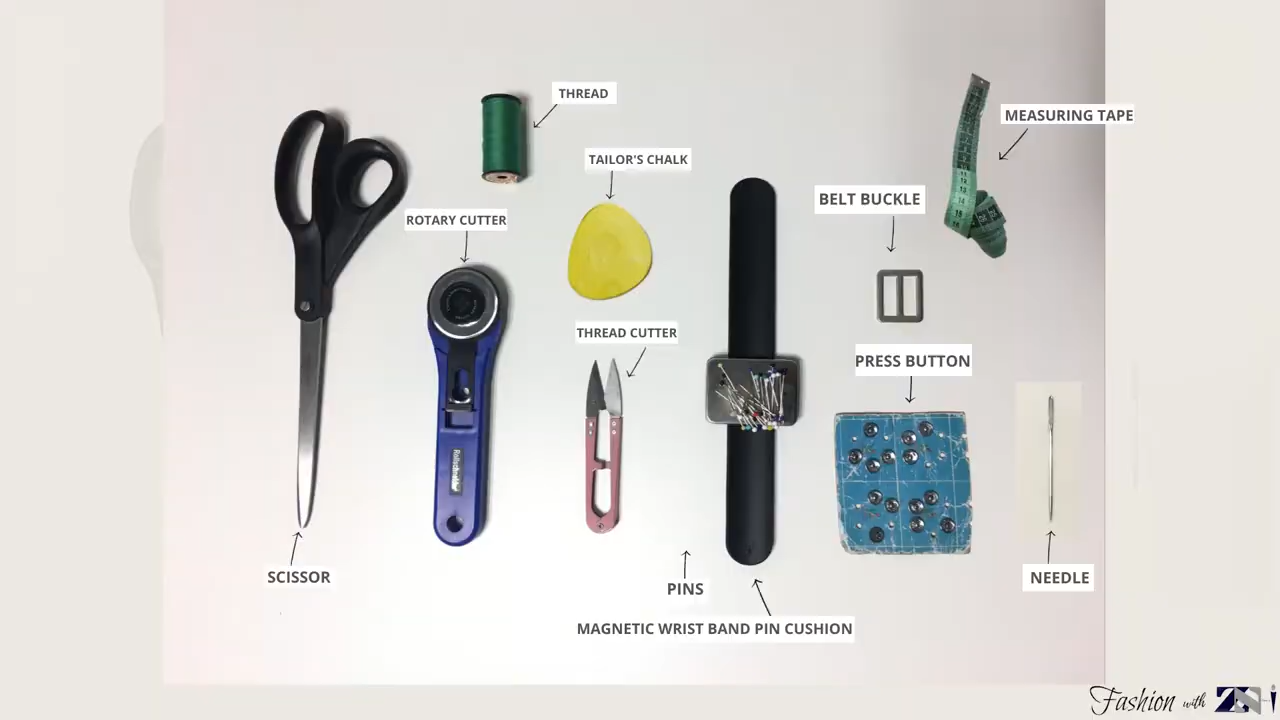 THREAD
MEASURING TAPE
TAILOR'S CHALK
BELT BUCKLE
ROTARY CUTTER
THREAD CUTTER
PRESS BUTTON
SCISSOR
PINS
NEEDLE
MAGNETIC WRIST BAND PIN CUSHION
Fashion with